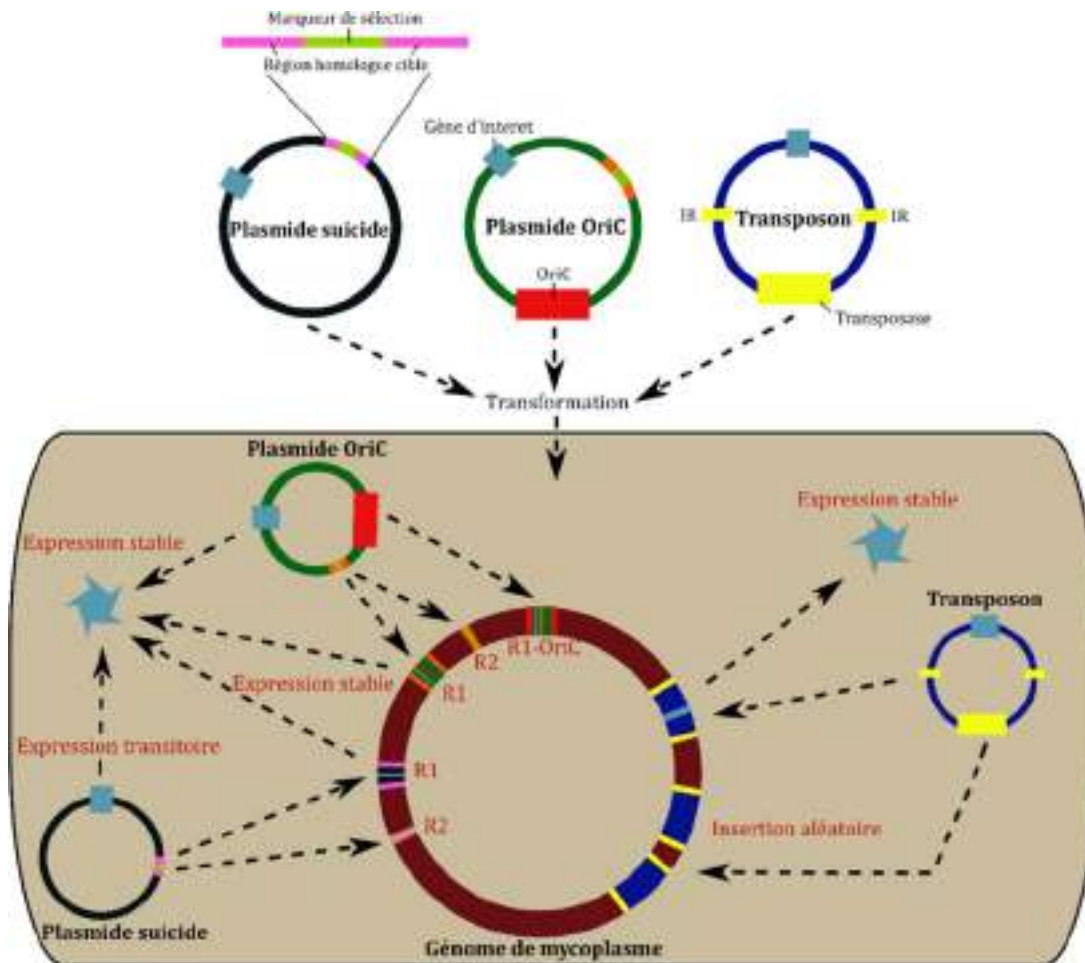 Marqueur de sélection
Région homologue cible
Gène d'interet
Plasmide suicide
Plasmide OriC
OriC
IR
Transposon
IR
Transposase
Transformation
Plasmide OriC
Expression stable
Expression stable
Transposon
R1-OriC
R2
R1
Expression stable
Expression transitoire
R1
R2
Insertion aléatoire
Plasmide suicide
Génome de mycoplasme